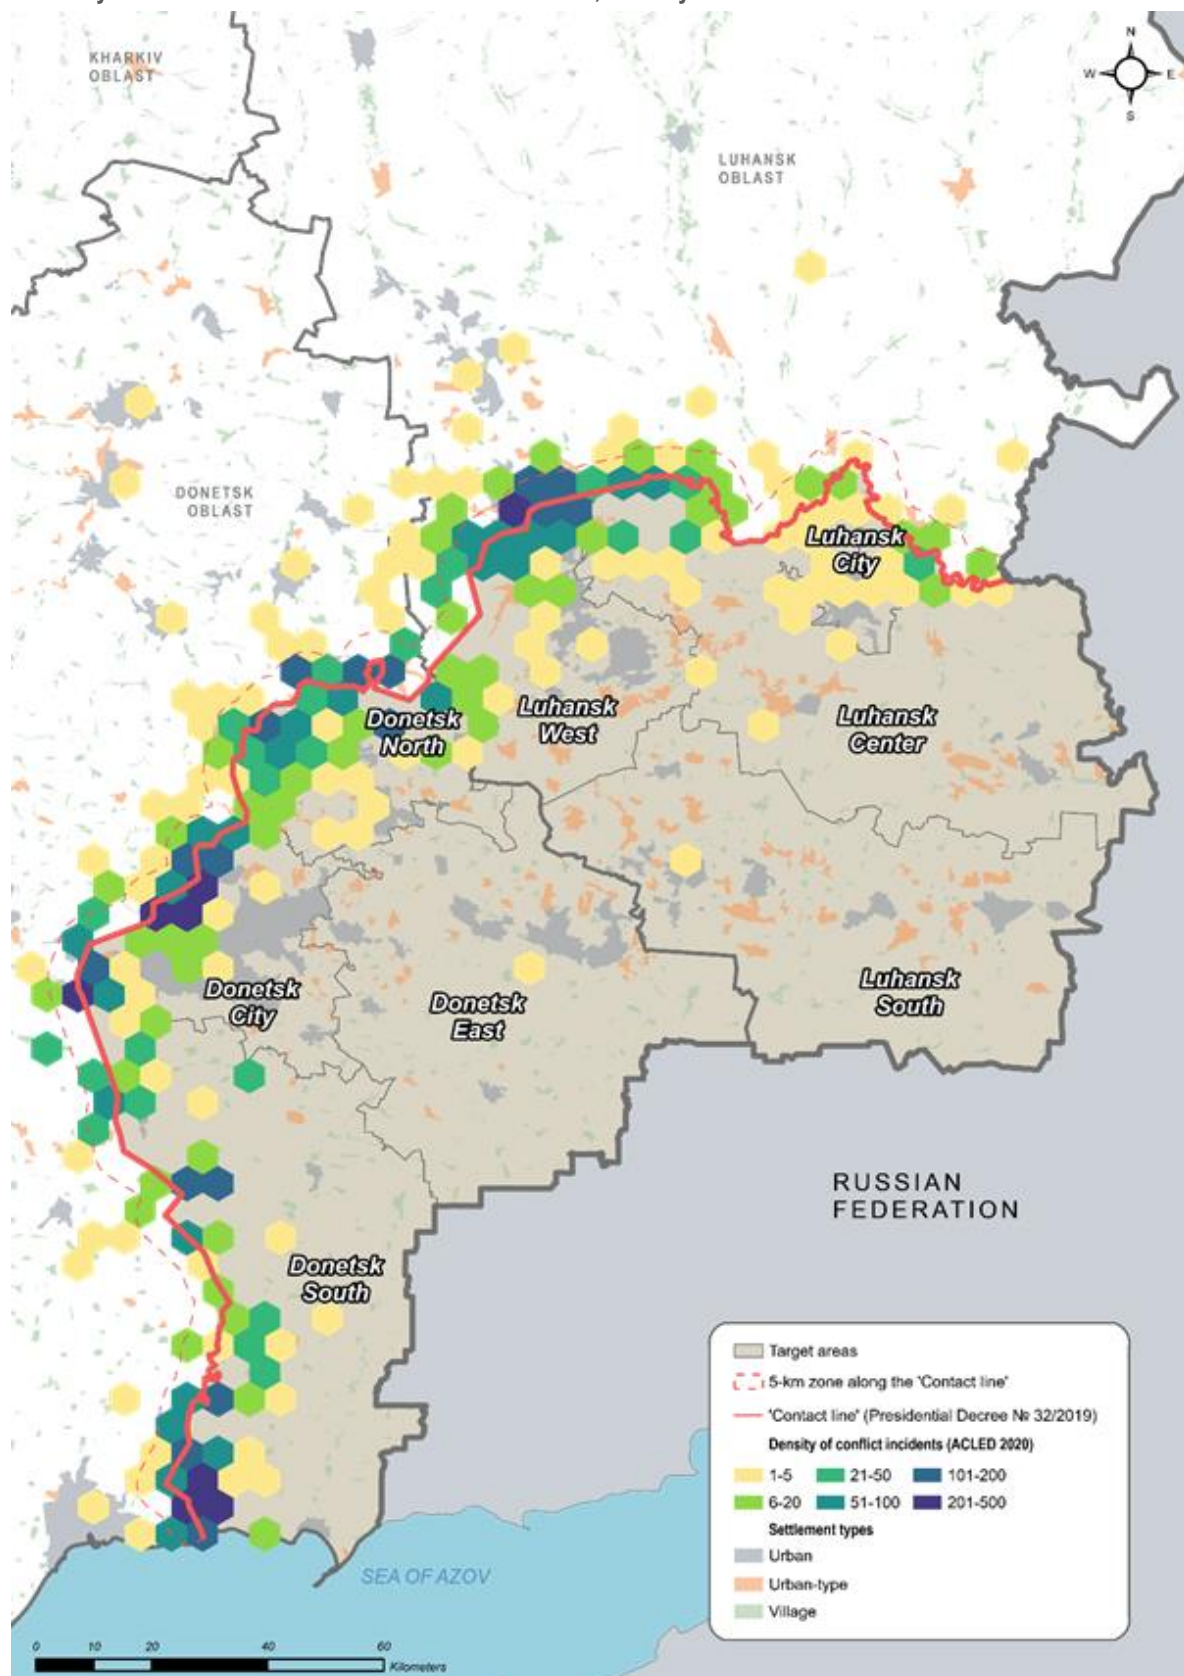 N
W E
S
KHARKIV
OBLAST
LUHANSK
OBLAST
DONETSK
OBLAST
Luhansk
City
Donetsk
North
Luhansk
West
Luhansk
Center
Donetsk
City
Donetsk
East
Luhansk
South
RUSSIAN
FEDERATION
Donetsk
South
Target areas
5-km zone along the 'Contact line'
'Contact line' (Presidential Decree № 32/2019)
Density of conflict incidents (ACLED 2020)
1-5 21-50 101-200
6-20 51-100 201-500
Settlement types
Urban
Urban-type
Village
SEA OF AZOV
0 10 20 40 60
Kilometers